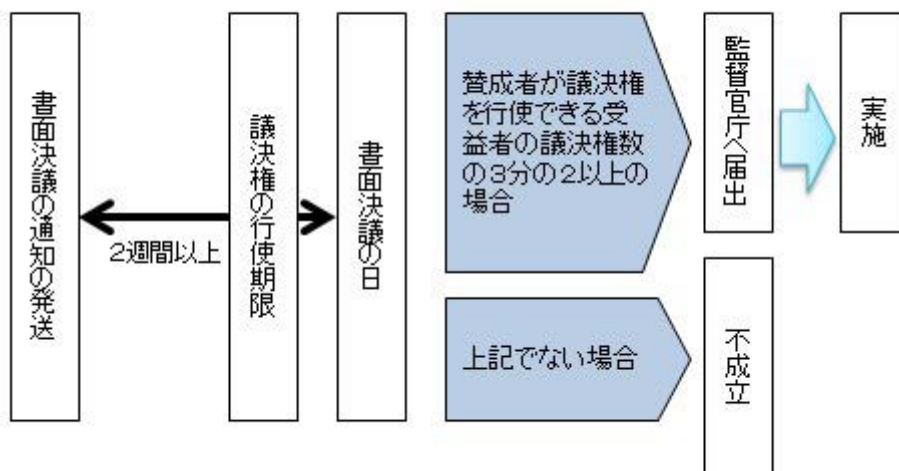 書面決議の通知の発送
2週間以上
議決権の行使期限
書面決議の日
賛成者が議決権
を行使できる受
益者の議決権数
の3分の2以上の
場合
監督官庁へ届出
実施
上記でない場合
不成立